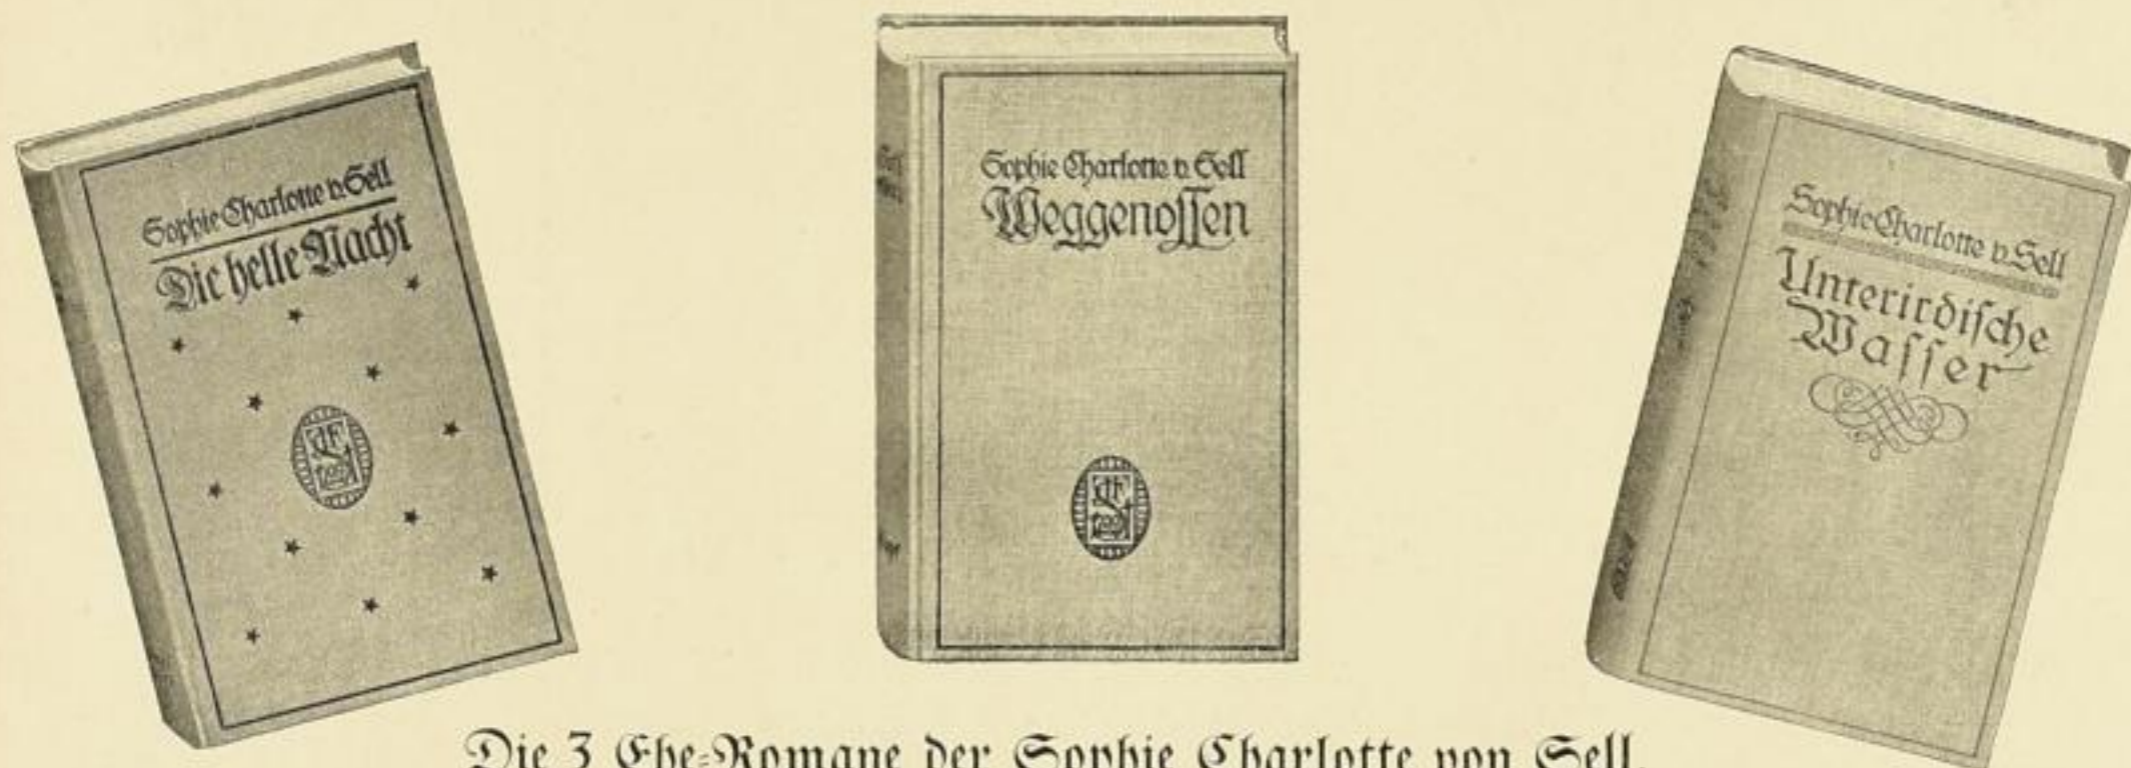 Sophie Charlotte v. Sell
Die helle Nacht
Sophie Charlotte v. Sell
Weggenoſſen
Sophie Charlotte v. Sell
Unterirdiſche
Waſſer
Die 3 Ehe-Romane der Sophie Charlotte von Sell.